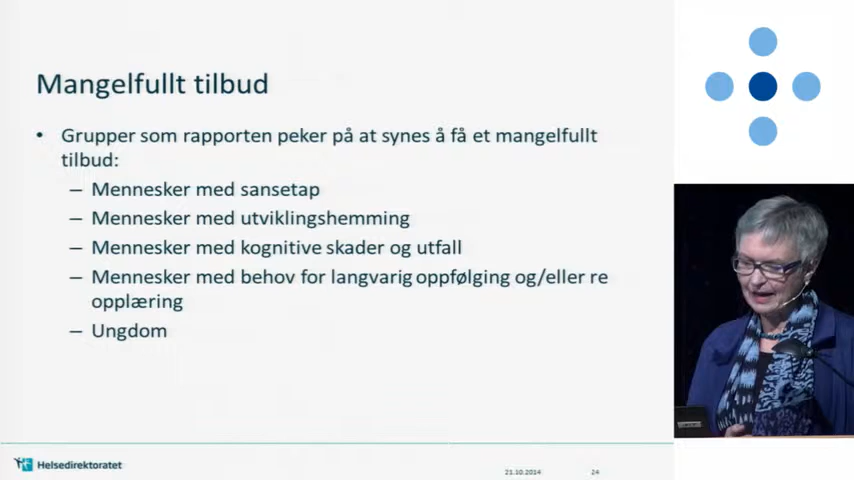 Mangelfullt tilbud
• Grupper som rapporten peker på at synes å få et mangelfullt
tilbud:
– Mennesker med sansetap
– Mennesker med utviklingshemming
– Mennesker med kognitive skader og utfall
– Mennesker med behov for langvarig oppfølging og/eller re
opplæring
– Ungdom
Helsedirektoratet
21.10.2014
24